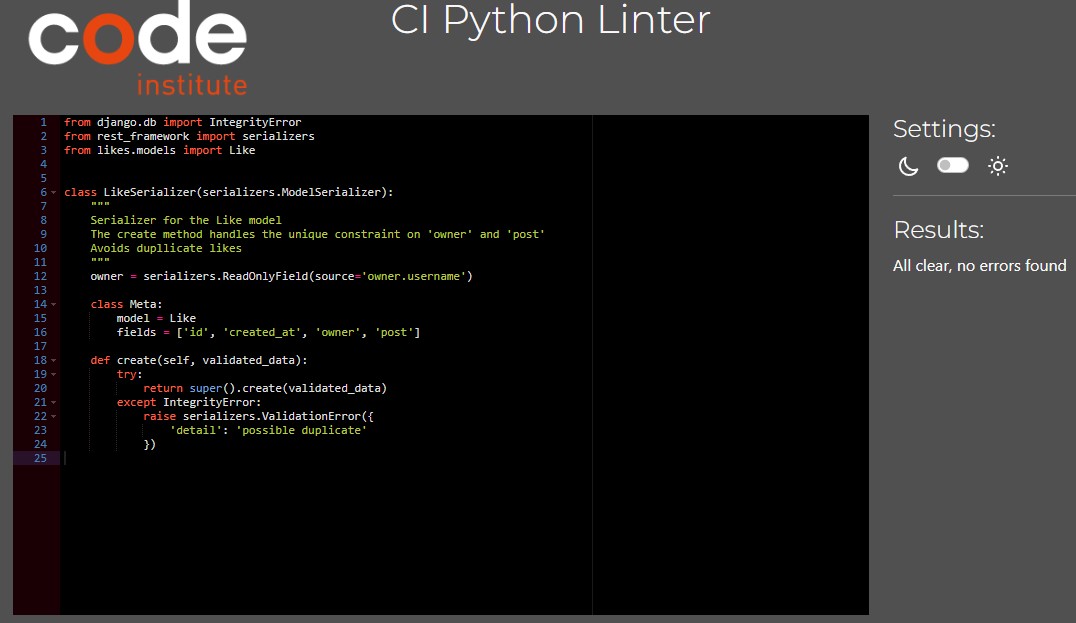 code
institute
CI Python Linter
1 from django.db import IntegrityError
2 from rest_framework import serializers
3 from likes.models import Like
4
5
6 class LikeSerializer(serializers.ModelSerializer):
7     """
8     Serializer for the Like model
9     The create method handles the unique constraint on 'owner' and 'post'
10     Avoids dupllicate likes
11     """
12     owner = serializers.ReadOnlyField(source='owner.username')
13
14     class Meta:
15         model = Like
16         fields = ['id', 'created_at', 'owner', 'post']
17
18     def create(self, validated_data):
19         try:
20             return super().create(validated_data)
21         except IntegrityError:
22             raise serializers.ValidationError({
23                 'detail': 'possible duplicate'
24             })
25
Settings:
Results:
All clear, no errors found